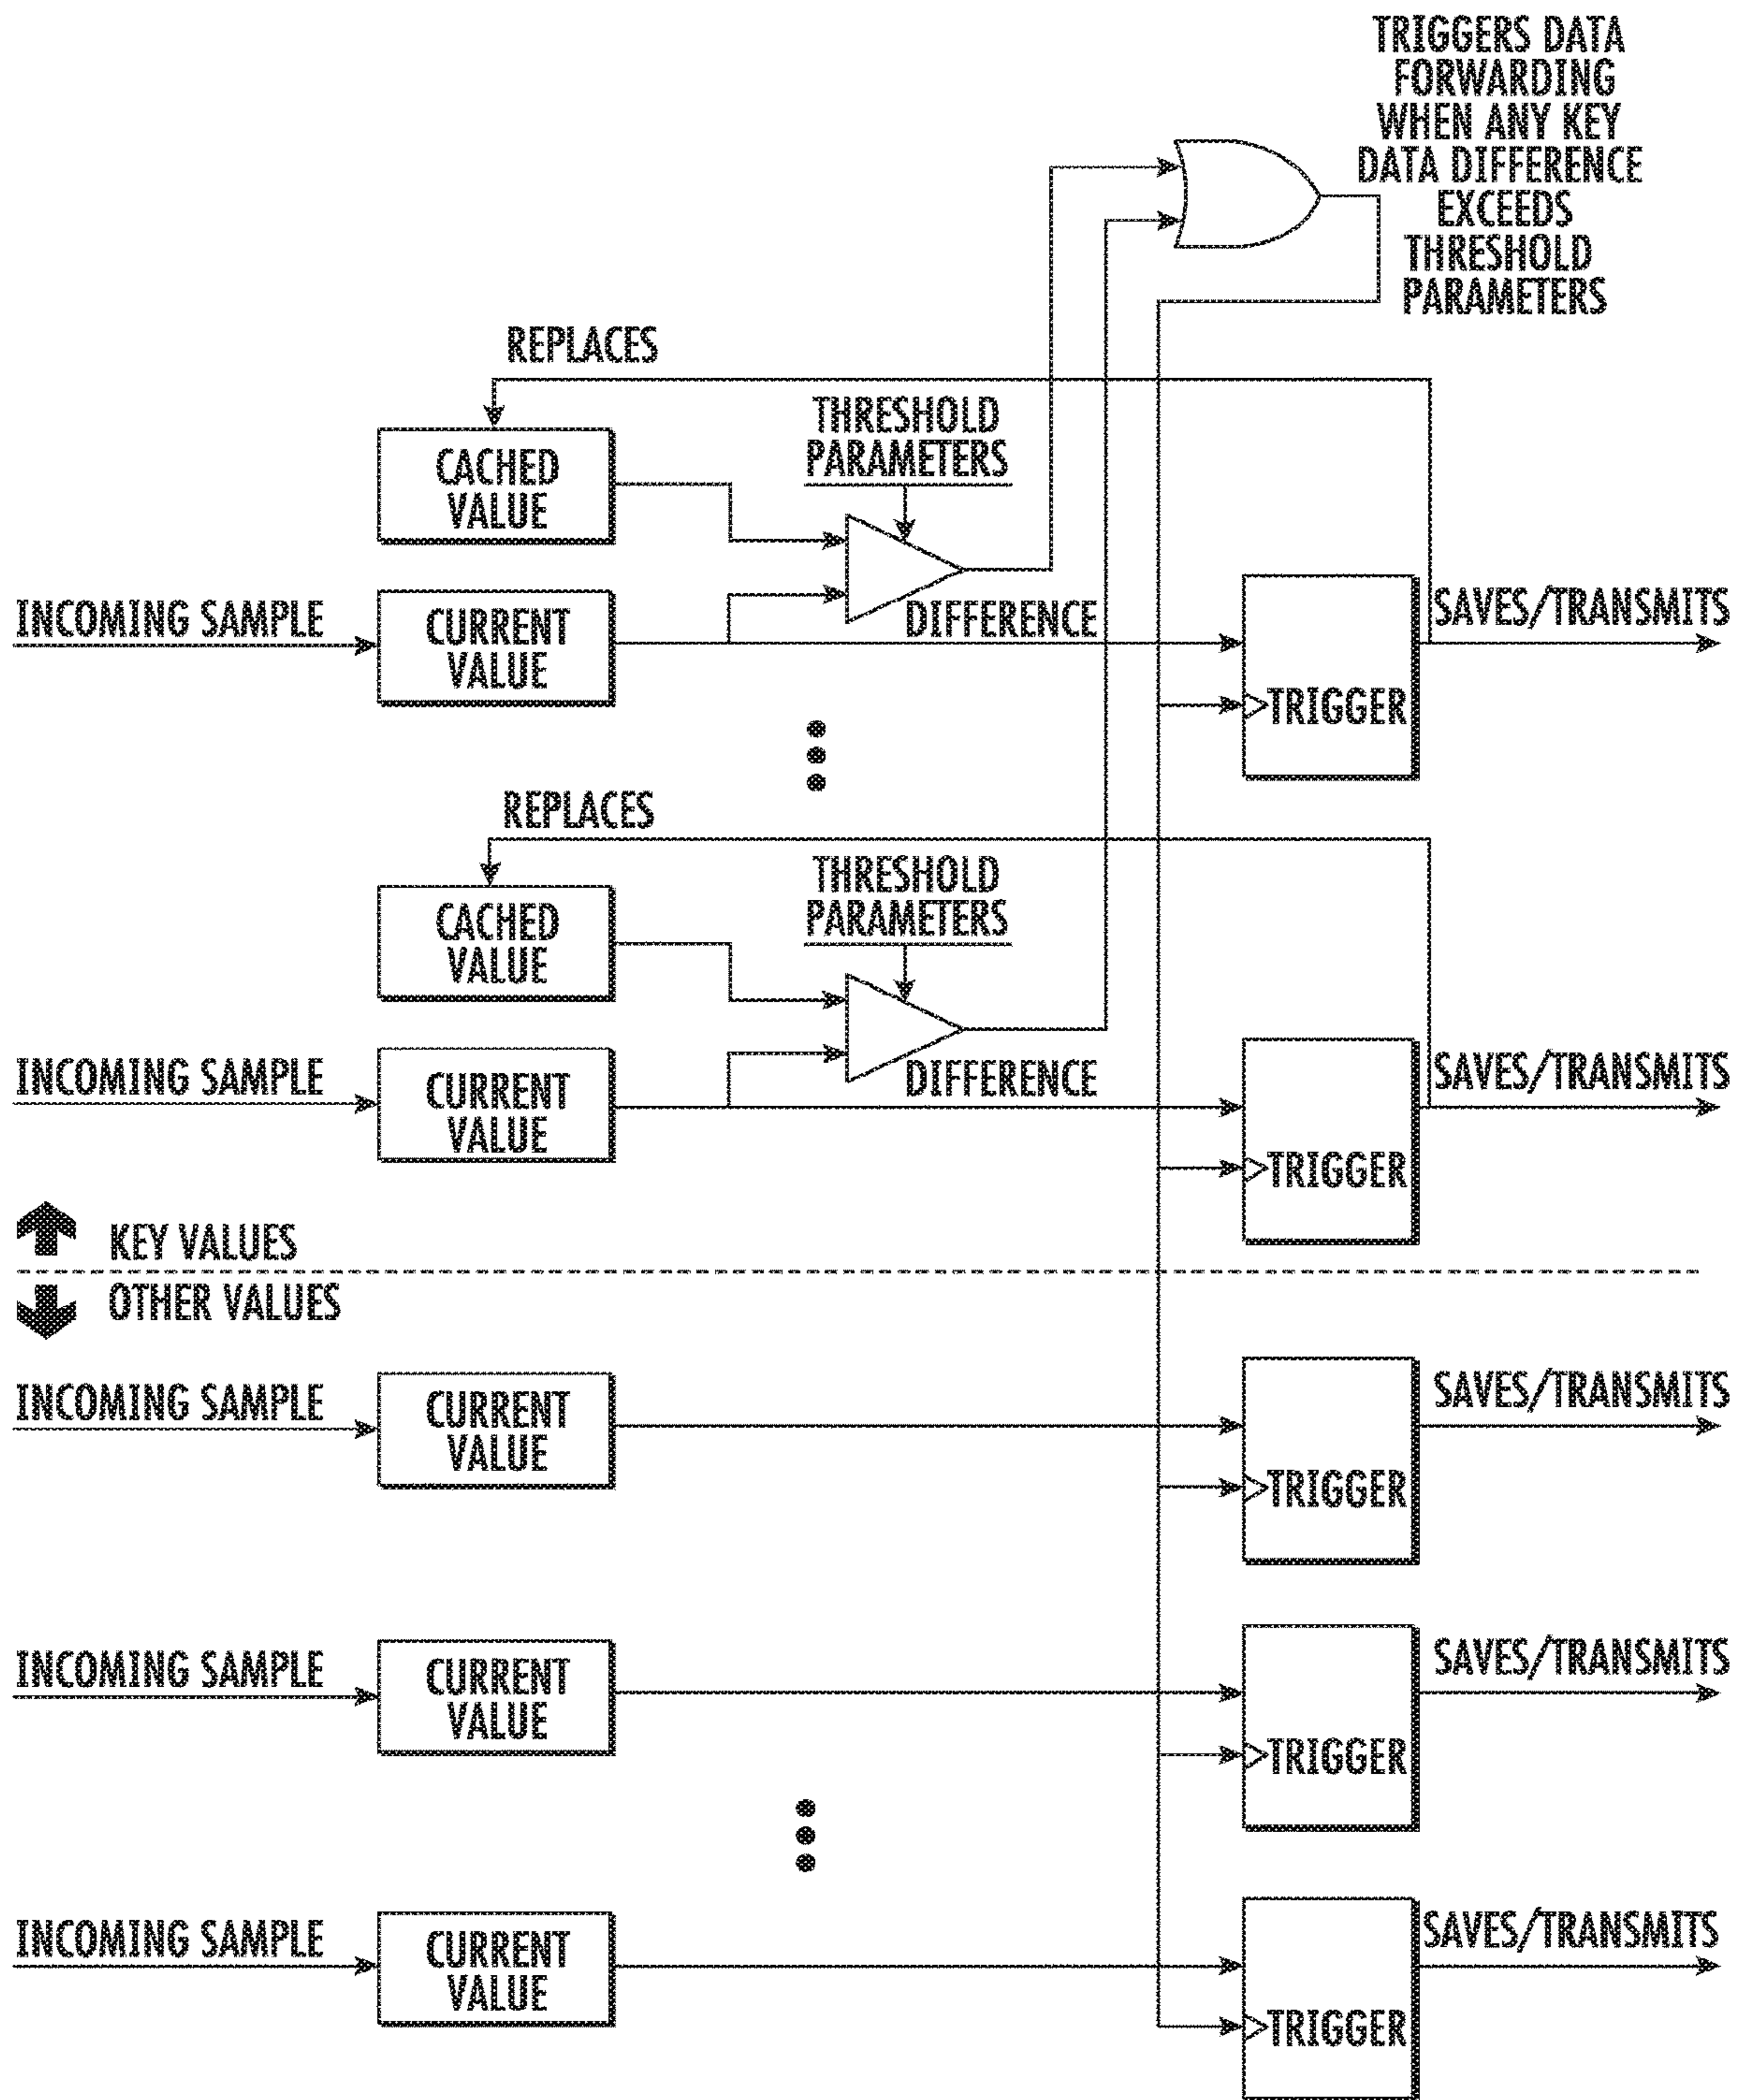 TRIGGERS DATA
FORWARDING
WHEN ANY KEY
DATA DIFFERENCE
EXCEEDS
THRESHOLD
PARAMETERS
REPLACES
THRESHOLD
PARAMETERS
CACHED
VALUE
INCOMING SAMPLE
CURRENT
VALUE
DIFFERENCE
SAVES/TRANSMITS
TRIGGER
REPLACES
THRESHOLD
PARAMETERS
CACHED
VALUE
INCOMING SAMPLE
CURRENT
VALUE
DIFFERENCE
SAVES/TRANSMITS
TRIGGER
KEY VALUES
OTHER VALUES
INCOMING SAMPLE
CURRENT
VALUE
SAVES/TRANSMITS
TRIGGER
INCOMING SAMPLE
CURRENT
VALUE
SAVES/TRANSMITS
TRIGGER
INCOMING SAMPLE
CURRENT
VALUE
SAVES/TRANSMITS
TRIGGER